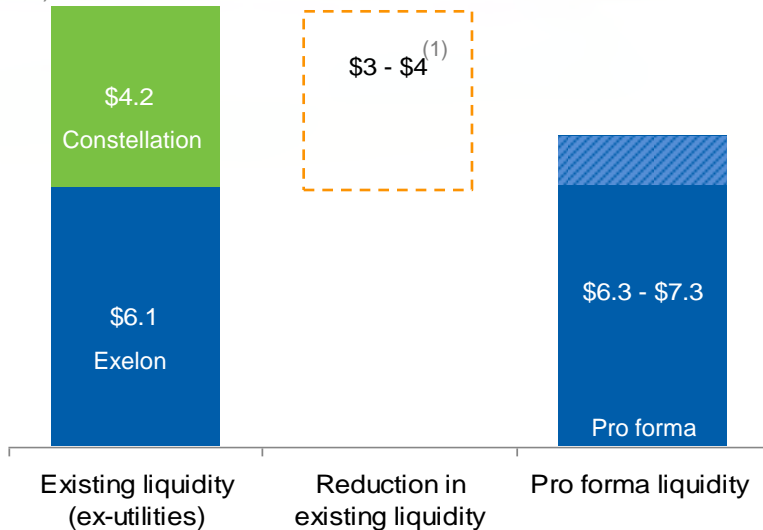 $4.2
Constellation
$6.1
Exelon
$3 - $4(1)
$6.3 - $7.3
Pro forma
Existing liquidity
(ex-utilities)
Reduction in
existing liquidity
Pro forma liquidity